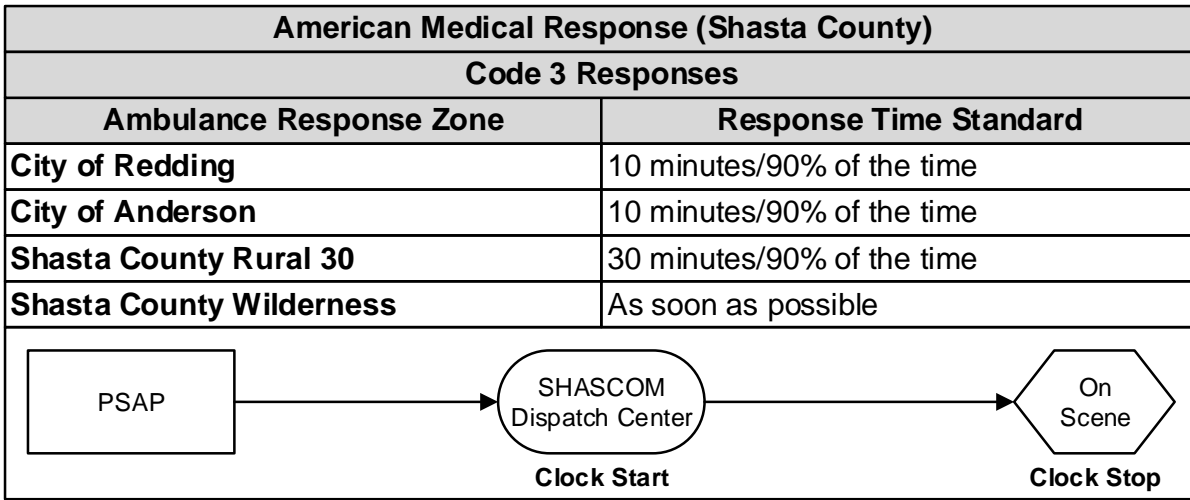 American Medical Response (Shasta County)
Code 3 Responses
Ambulance Response Zone Response Time Standard
City of Redding 10 minutes/90% of the time
City of Anderson 10 minutes/90% of the time
Shasta County Rural 30 30 minutes/90% of the time
Shasta County Wilderness As soon as possible
PSAP
SHASCOM
Dispatch Center
On
Scene
Clock Start
Clock Stop